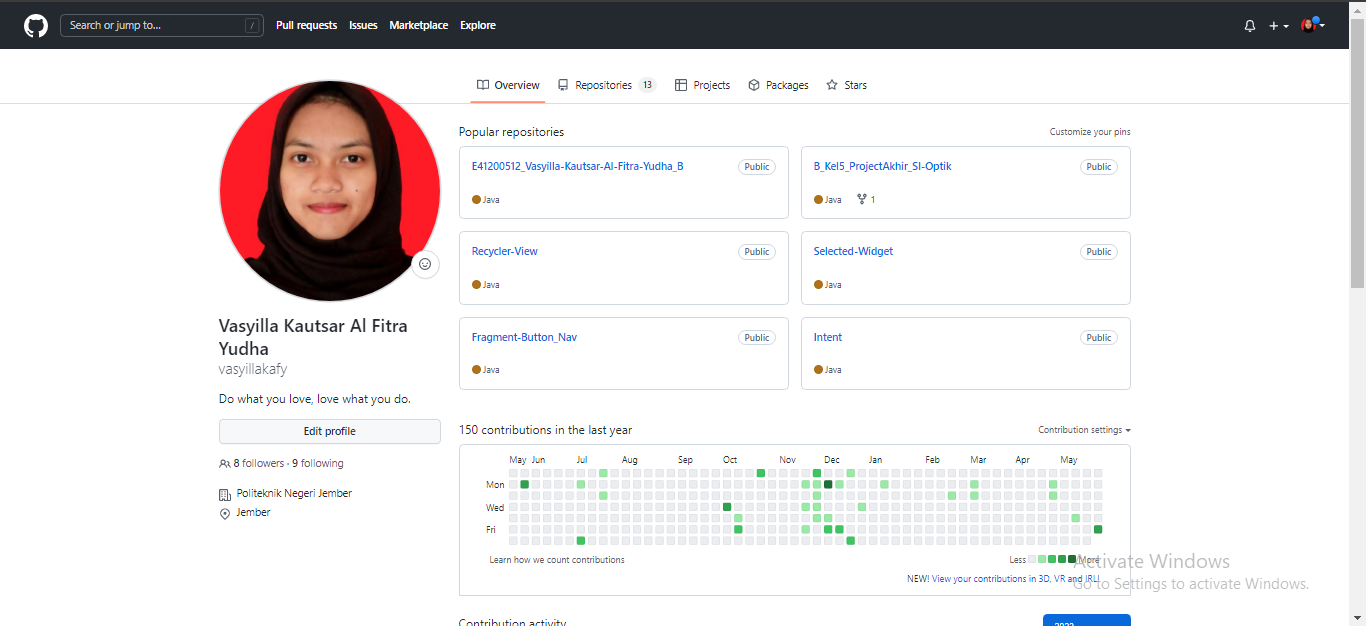 Search or jump to... / Pull requests Issues Marketplace Explore
Overview Repositories 13 Projects Packages Stars
Popular repositories Customize your pins
E41200512_Vasyilla-Kautsar-Al-Fitra-Yudha_B Public
Java
B_Kel5_ProjectAkhir_SI-Optik Public
Java 1
Recycler-View Public
Java
Selected-Widget Public
Java
Fragment-Button_Nav Public
Java
Intent Public
Java
Vasyilla Kautsar Al Fitra
Yudha
vasyillakafy
Do what you love, love what you do.
Edit profile
8 followers · 9 following
Politeknik Negeri Jember
Jember
150 contributions in the last year Contribution settings
May Jun Jul Aug Sep Oct Nov Dec Jan Feb Mar Apr May
Mon
Wed
Fri
Learn how we count contributions Less More
NEW! View your contributions in 3D, VR and IRL!
Activate Windows
Go to Settings to activate Windows.
Contribution activity 2022